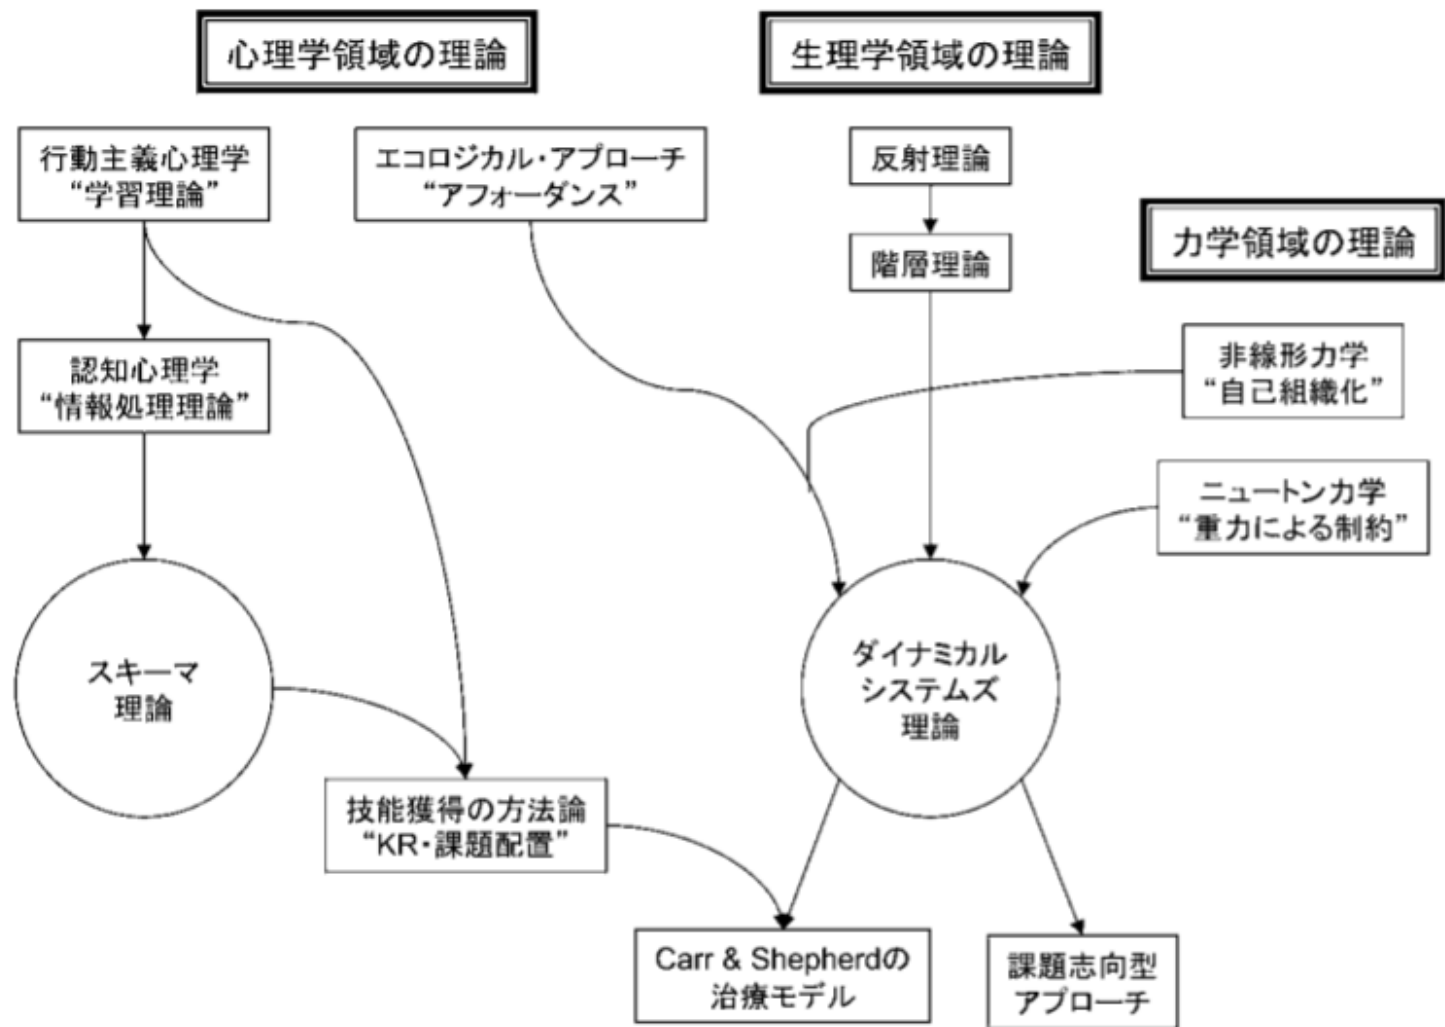 心理学領域の理論
生理学領域の理論
行動主義心理学
“学習理論”
エコロジカル・アプローチ
“アフォーダンス”
反射理論
階層理論
力学領域の理論
認知心理学
“情報処理理論”
非線形力学
“自己組織化”
ニュートン力学
“重力による制約”
スキーマ
理論
ダイナミカル
システムズ
理論
技能獲得の方法論
“KR・課題配置”
Carr & Shepherdの
治療モデル
課題志向型
アプローチ